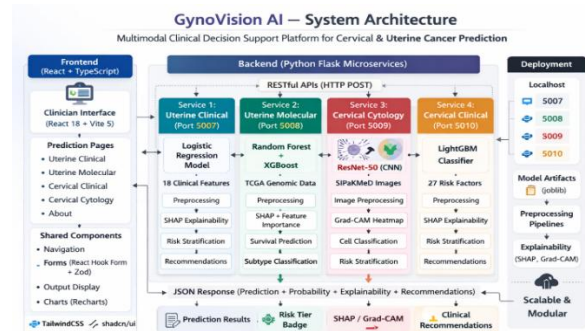 GynoVision AI — System Architecture
Multimodal Clinical Decision Support Platform for Cervical & Uterine Cancer Prediction
Frontend
(React + TypeScript)
Clinician Interface
(React 18 + Vite 5)
Prediction Pages
• Uterine Clinical
• Uterine Molecular
• Cervical Clinical
• Cervical Cytology
• About
Shared Components
• Navigation
- Forms (React Hook Form + Zod)
• Output Display
• Charts (Recharts)
TailwindCSS
shadcn/ui
Backend (Python Flask Microservices)
RESTful APIs (HTTP POST)
Service 1:
Uterine Clinical
(Port 5007)
Logistic
Regression
Model
18 Clinical Features
Preprocessing
SHAP Explainability
Risk Stratification
Recommendations
Service 2:
Uterine Molecular
(Port 5008)
Random Forest
+
XGBoost
TCGA Genomic Data
Preprocessing
SHAP + Feature
Importance
Survival Prediction
Subtype Classification
Service 3:
Cervical Cytology
(Port 5009)
ResNet-50 (CNN)
SIPaKMeD Images
Image Preprocessing
Grad-CAM Heatmap
Cell Classification
Risk Stratification
Service 4:
Cervical Clinical
(Port 5010)
LightGBM
Classifier
27 Risk Factors
Preprocessing
SHAP Explainability
Risk Stratification
Recommendations
JSON Response (Prediction + Probability + Explainability + Recommendations)
Prediction Results
Risk Tier
Badge
SHAP / Grad-CAM
Clinical
Recommendations
Deployment
Localhost
5007
5008
5009
5010
Model Artifacts
(joblib)
Preprocessing
Pipelines
Explainability
(SHAP, Grad-CAM)
Scalable &
Modular